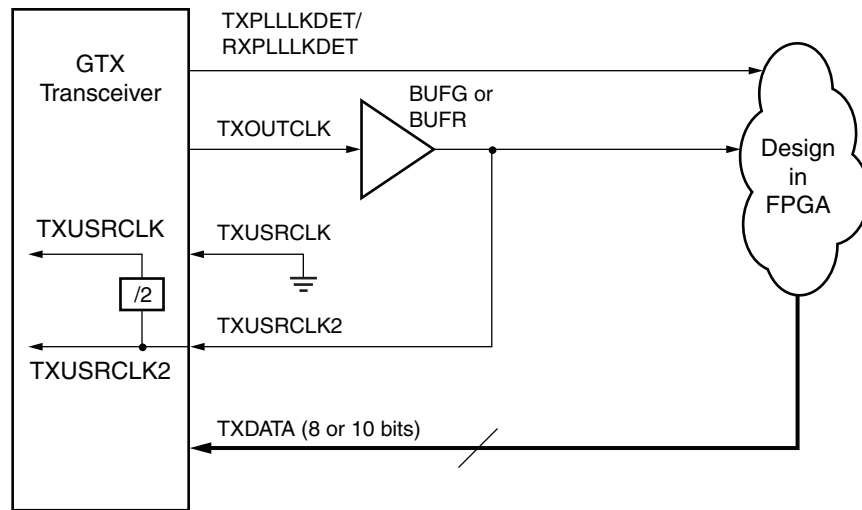 TXPLLLKDET/
RXPLLLKDET
GTX
Transceiver
BUFG or
BUFR
TXOUTCLK
Design
in
FPGA
TXUSRCLK
TXUSRCLK
/2
TXUSRCLK2
TXUSRCLK2
TXDATA (8 or 10 bits)